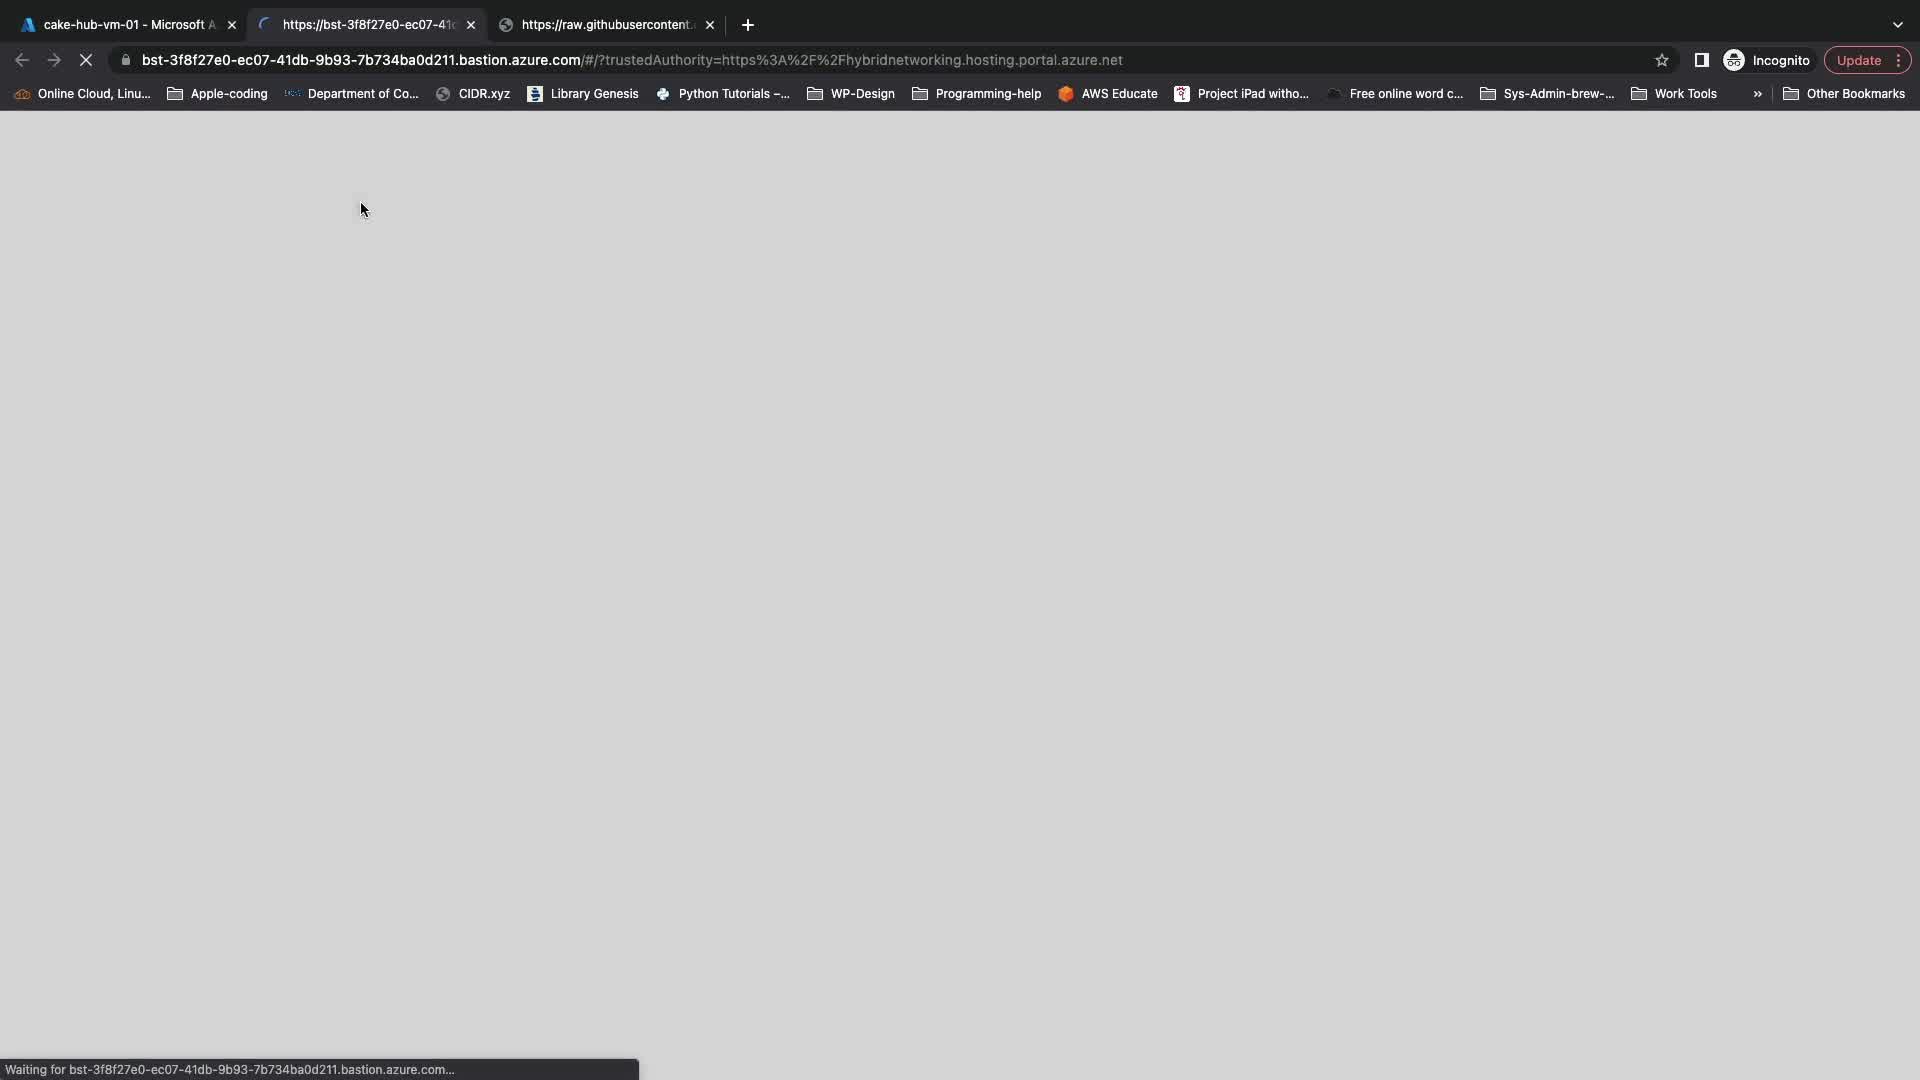 cake-hub-vm-01 - Microsoft A
https://bst-3f8f27e0-ec07-41d
https://raw.githubusercontent.
bst-3f8f27e0-ec07-41db-9b93-7b734ba0d211.bastion.azure.com/#/?trustedAuthority=https%3A%2F%2Fhybridnetworking.hosting.portal.azure.net
Incognito
Update
Online Cloud, Linu...
Apple-coding
Department of Co...
CIDR.xyz
Library Genesis
Python Tutorials –...
WP-Design
Programming-help
AWS Educate
Project iPad witho...
Free online word c...
Sys-Admin-brew-...
Work Tools
»
Other Bookmarks
Waiting for bst-3f8f27e0-ec07-41db-9b93-7b734ba0d211.bastion.azure.com...